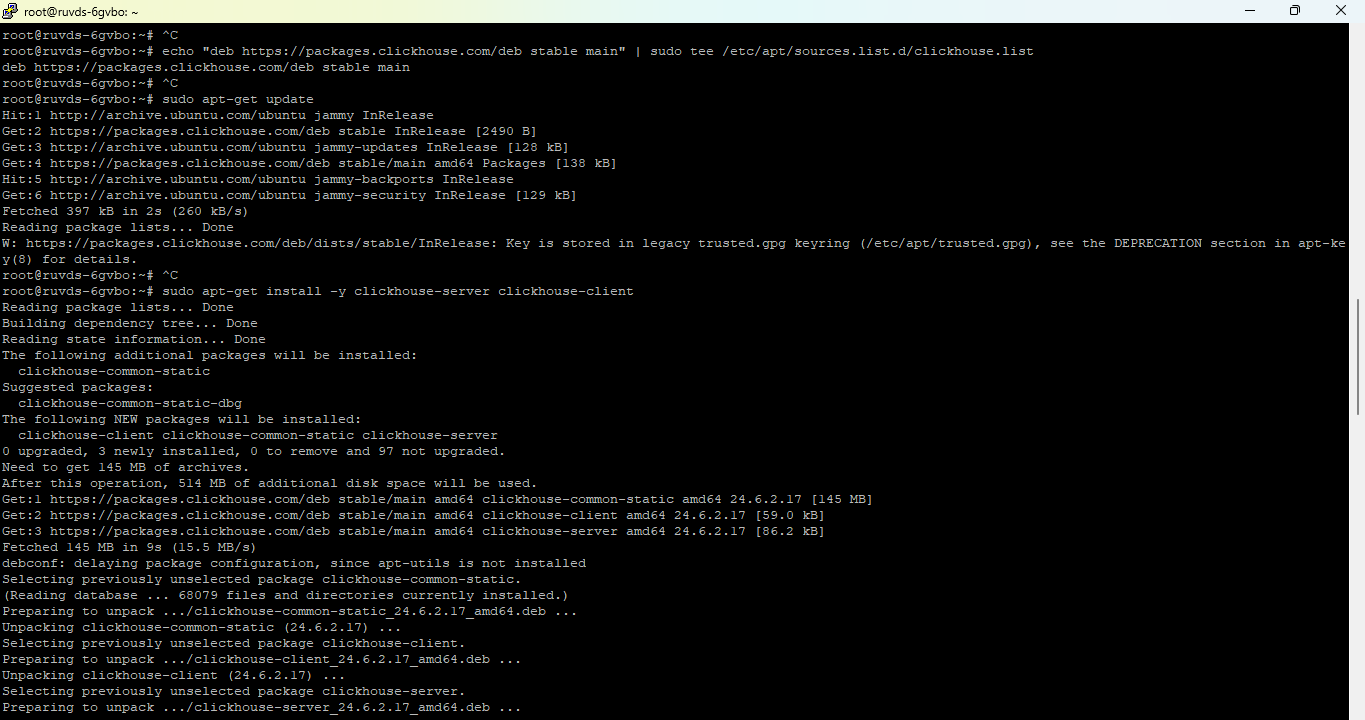 root@ruvds-6gvbo: ~
root@ruvds-6gvbo:~# ^C
root@ruvds-6gvbo:~# echo "deb https://packages.clickhouse.com/deb stable main" | sudo tee /etc/apt/sources.list.d/clickhouse.list
deb https://packages.clickhouse.com/deb stable main
root@ruvds-6gvbo:~# ^C
root@ruvds-6gvbo:~# sudo apt-get update
Hit:1 http://archive.ubuntu.com/ubuntu jammy InRelease
Get:2 https://packages.clickhouse.com/deb stable InRelease [2490 B]
Get:3 http://archive.ubuntu.com/ubuntu jammy-updates InRelease [128 kB]
Get:4 https://packages.clickhouse.com/deb stable/main amd64 Packages [138 kB]
Hit:5 http://archive.ubuntu.com/ubuntu jammy-backports InRelease
Get:6 http://archive.ubuntu.com/ubuntu jammy-security InRelease [129 kB]
Fetched 397 kB in 2s (260 kB/s)
Reading package lists... Done
W: https://packages.clickhouse.com/deb/dists/stable/InRelease: Key is stored in legacy trusted.gpg keyring (/etc/apt/trusted.gpg), see the DEPRECATION section in apt-ke
y(8) for details.
root@ruvds-6gvbo:~# ^C
root@ruvds-6gvbo:~# sudo apt-get install -y clickhouse-server clickhouse-client
Reading package lists... Done
Building dependency tree... Done
Reading state information... Done
The following additional packages will be installed:
  clickhouse-common-static
Suggested packages:
  clickhouse-common-static-dbg
The following NEW packages will be installed:
  clickhouse-client clickhouse-common-static clickhouse-server
0 upgraded, 3 newly installed, 0 to remove and 97 not upgraded.
Need to get 145 MB of archives.
After this operation, 514 MB of additional disk space will be used.
Get:1 https://packages.clickhouse.com/deb stable/main amd64 clickhouse-common-static amd64 24.6.2.17 [145 MB]
Get:2 https://packages.clickhouse.com/deb stable/main amd64 clickhouse-client amd64 24.6.2.17 [59.0 kB]
Get:3 https://packages.clickhouse.com/deb stable/main amd64 clickhouse-server amd64 24.6.2.17 [86.2 kB]
Fetched 145 MB in 9s (15.5 MB/s)
debconf: delaying package configuration, since apt-utils is not installed
Selecting previously unselected package clickhouse-common-static.
(Reading database ... 68079 files and directories currently installed.)
Preparing to unpack .../clickhouse-common-static_24.6.2.17_amd64.deb ...
Unpacking clickhouse-common-static (24.6.2.17) ...
Selecting previously unselected package clickhouse-client.
Preparing to unpack .../clickhouse-client_24.6.2.17_amd64.deb ...
Unpacking clickhouse-client (24.6.2.17) ...
Selecting previously unselected package clickhouse-server.
Preparing to unpack .../clickhouse-server_24.6.2.17_amd64.deb ...